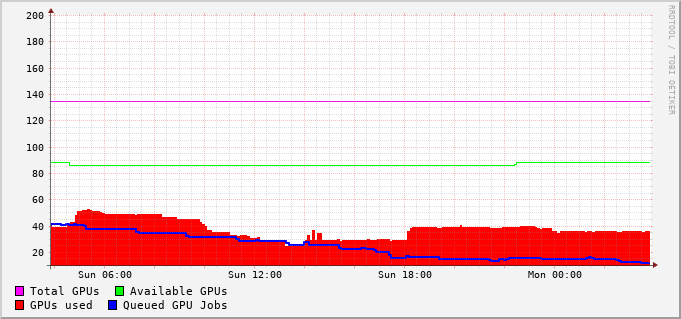 200
180
160
140
120
100
80
60
40
20
Sun 06:00 Sun 12:00 Sun 18:00 Mon 00:00
Total GPUs Available GPUs
GPUs used Queued GPU Jobs
RRDTOOL / TOBI OETIKER